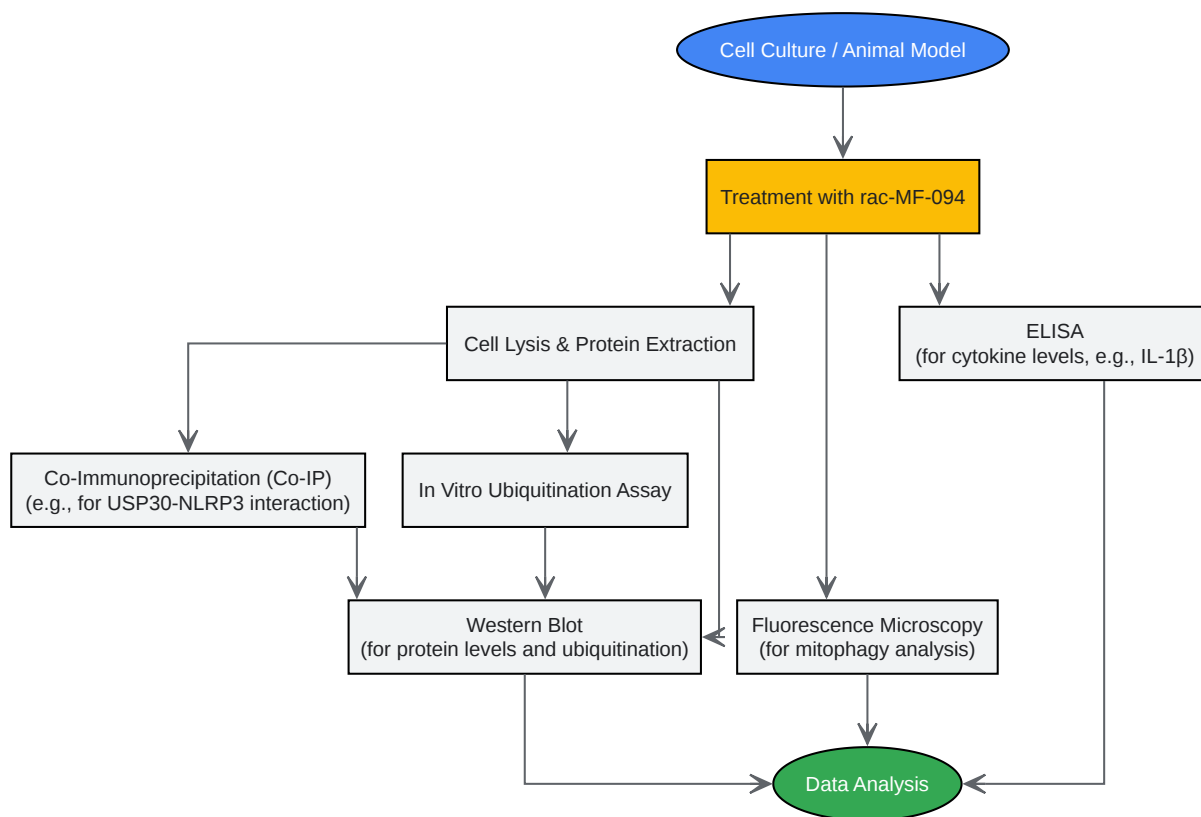 Cell Culture / Animal Model
Treatment with rac-MF-094
Cell Lysis & Protein Extraction
ELISA
(for cytokine levels, e.g., IL-1β)
Co-Immunoprecipitation (Co-IP)
(e.g., for USP30-NLRP3 interaction)
In Vitro Ubiquitination Assay
Western Blot
(for protein levels and ubiquitination)
Fluorescence Microscopy
(for mitophagy analysis)
Data Analysis